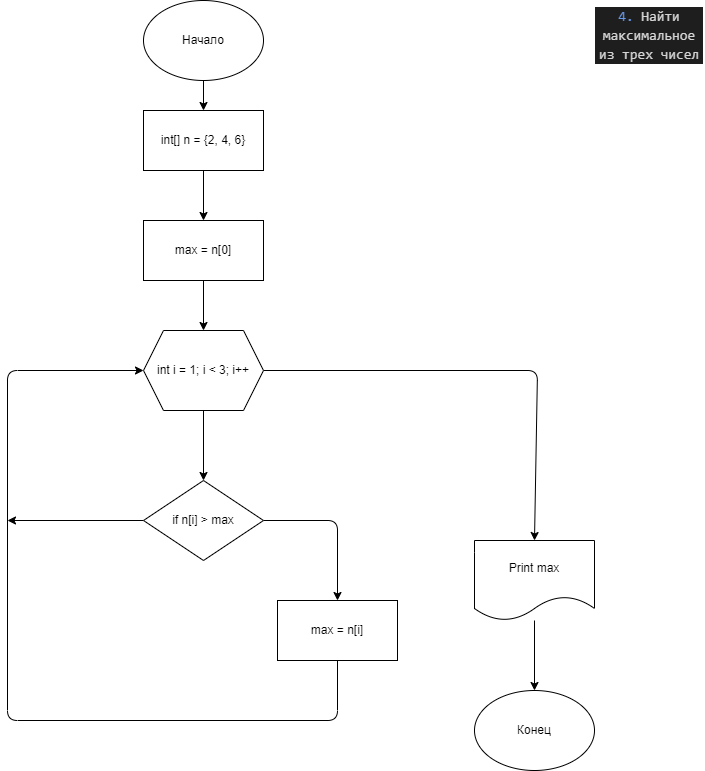 Начало
4. Найти
максимальное
из трех чисел
int[] n = {2, 4, 6}
max = n[0]
int i = 1; i < 3; i++
if n[i] > max
Print max
max = n[i]
Конец